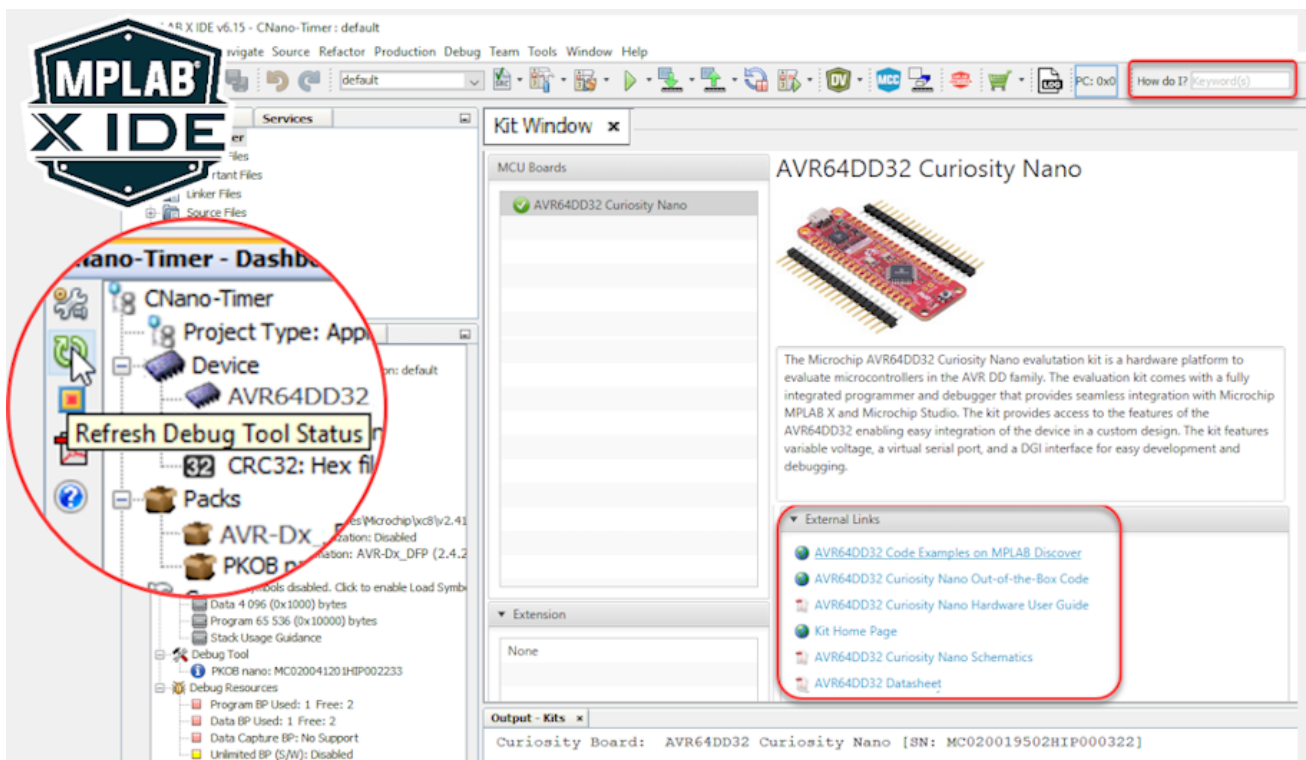 MPLAB®
X IDE
AB X IDE v6.15 - CNano-Timer : default
avigate Source Refactor Production Debug Team Tools Window Help
default
DV
MCC
LOG
PC: 0x0
How do I? Keyword(s)
Services
Kit Window ×
er
Files
rtant Files
Linker Files
Source Files
MCU Boards
AVR64DD32 Curiosity Nano
AVR64DD32 Curiosity Nano
ano-Timer - Dashb
CNano-Timer
Project Type: Appl
on: default
Device
AVR64DD32
Refresh Debug Tool Status
32 CRC32: Hex fil
Packs
AVR-Dx_
PKOB n
es\Microchip\xc8\v2.41
ization: Disabled
mation: AVR-Dx_DFP (2.4.2
mbols disabled. Click to enable Load Symbo
Data 4 096 (0x1000) bytes
Program 65 536 (0x10000) bytes
Stack Usage Guidance
Debug Tool
PKOB nano: MC020041201HIP002233
Debug Resources
Program BP Used: 1 Free: 2
Data BP Used: 1 Free: 2
Data Capture BP: No Support
Unlimited BP (S/W): Disabled
The Microchip AVR64DD32 Curiosity Nano evalutation kit is a hardware platform to
evaluate microcontrollers in the AVR DD family. The evaluation kit comes with a fully
integrated programmer and debugger that provides seamless integration with Microchip
MPLAB X and Microchip Studio. The kit provides access to the features of the
AVR64DD32 enabling easy integration of the device in a custom design. The kit features
variable voltage, a virtual serial port, and a DGI interface for easy development and
debugging.
External Links
AVR64DD32 Code Examples on MPLAB Discover
AVR64DD32 Curiosity Nano Out-of-the-Box Code
AVR64DD32 Curiosity Nano Hardware User Guide
Kit Home Page
AVR64DD32 Curiosity Nano Schematics
AVR64DD32 Datasheet
Extension
None
Output - Kits ×
Curiosity Board: AVR64DD32 Curiosity Nano [SN: MC020019502HIP000322]